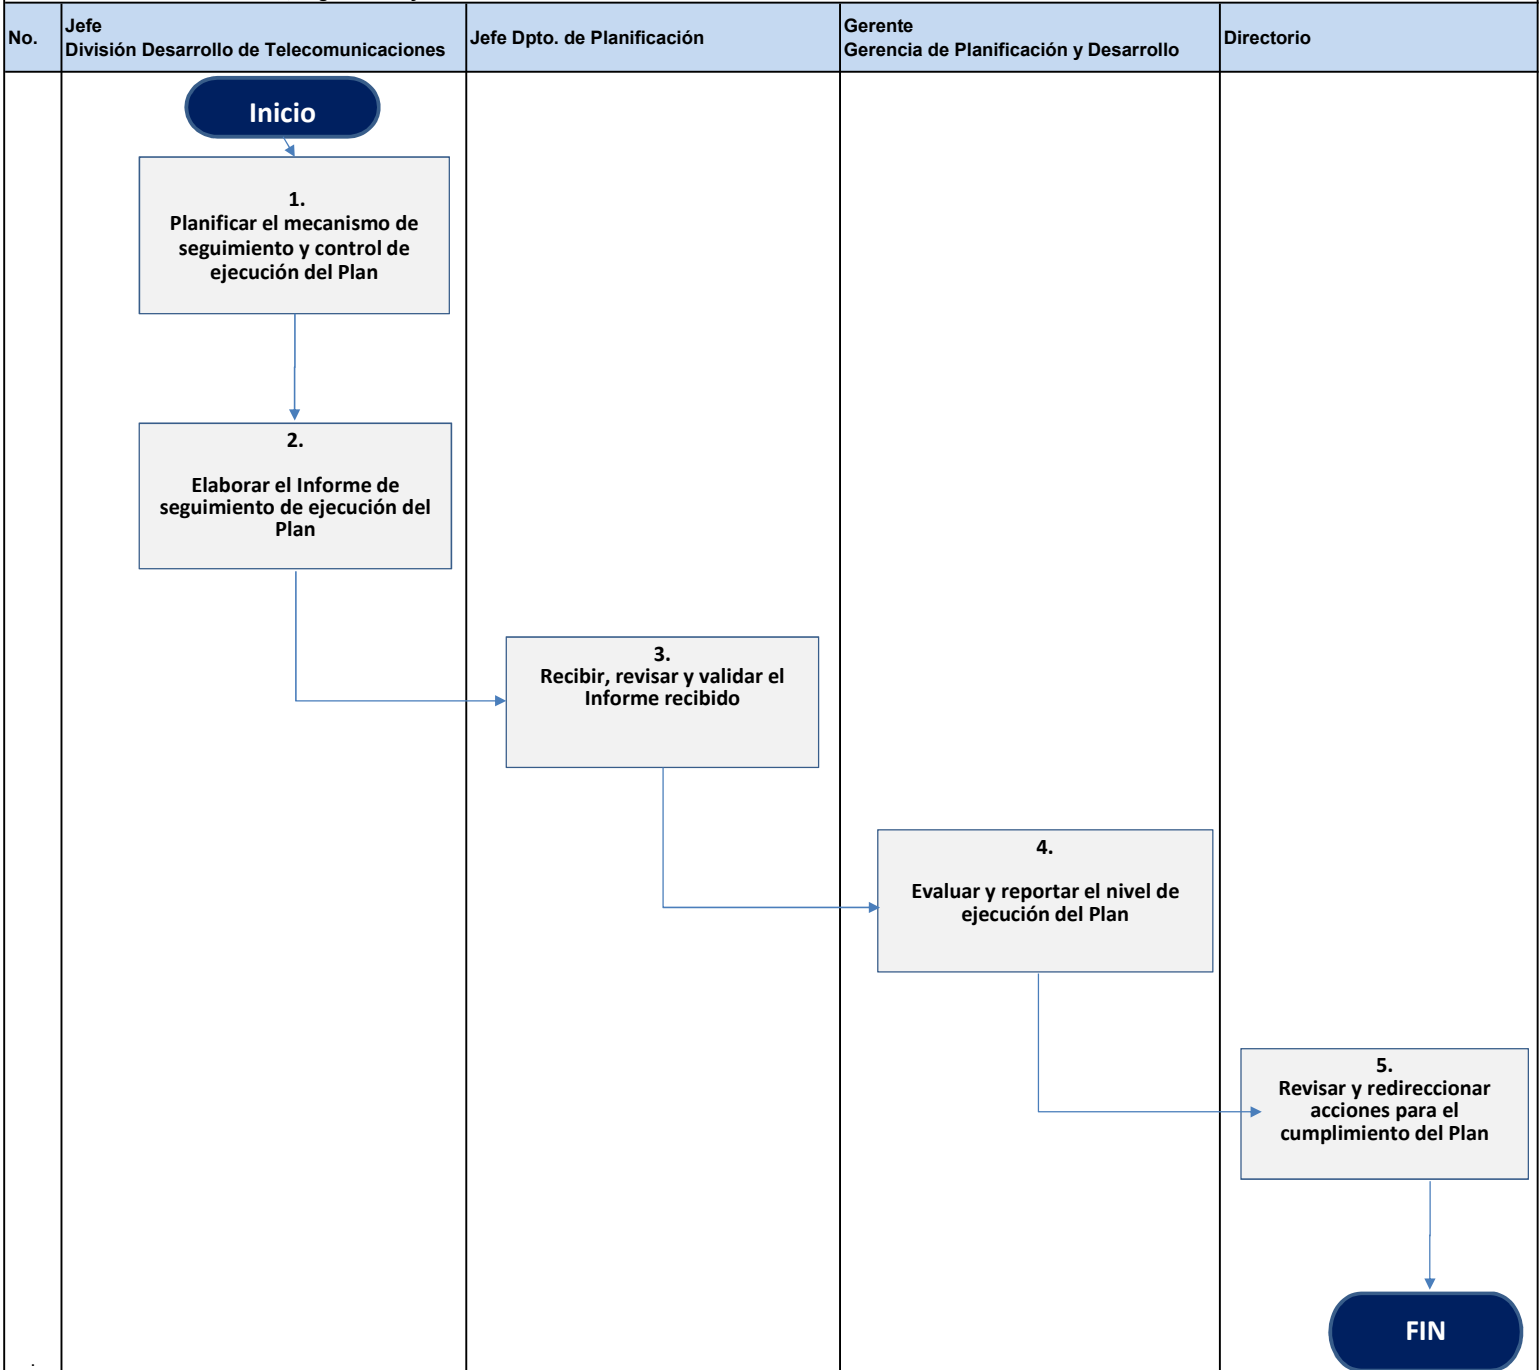 No.
Jefe
División Desarrollo de Telecomunicaciones
Jefe Dpto. de Planificación
Gerente
Gerencia de Planificación y Desarrollo
Directorio
Inicio
1.
Planificar el mecanismo de
seguimiento y control de
ejecución del Plan
2.
Elaborar el Informe de
seguimiento de ejecución del
Plan
3.
Recibir, revisar y validar el
Informe recibido
4.
Evaluar y reportar el nivel de
ejecución del Plan
5.
Revisar y redireccionar
acciones para el
cumplimiento del Plan
FIN